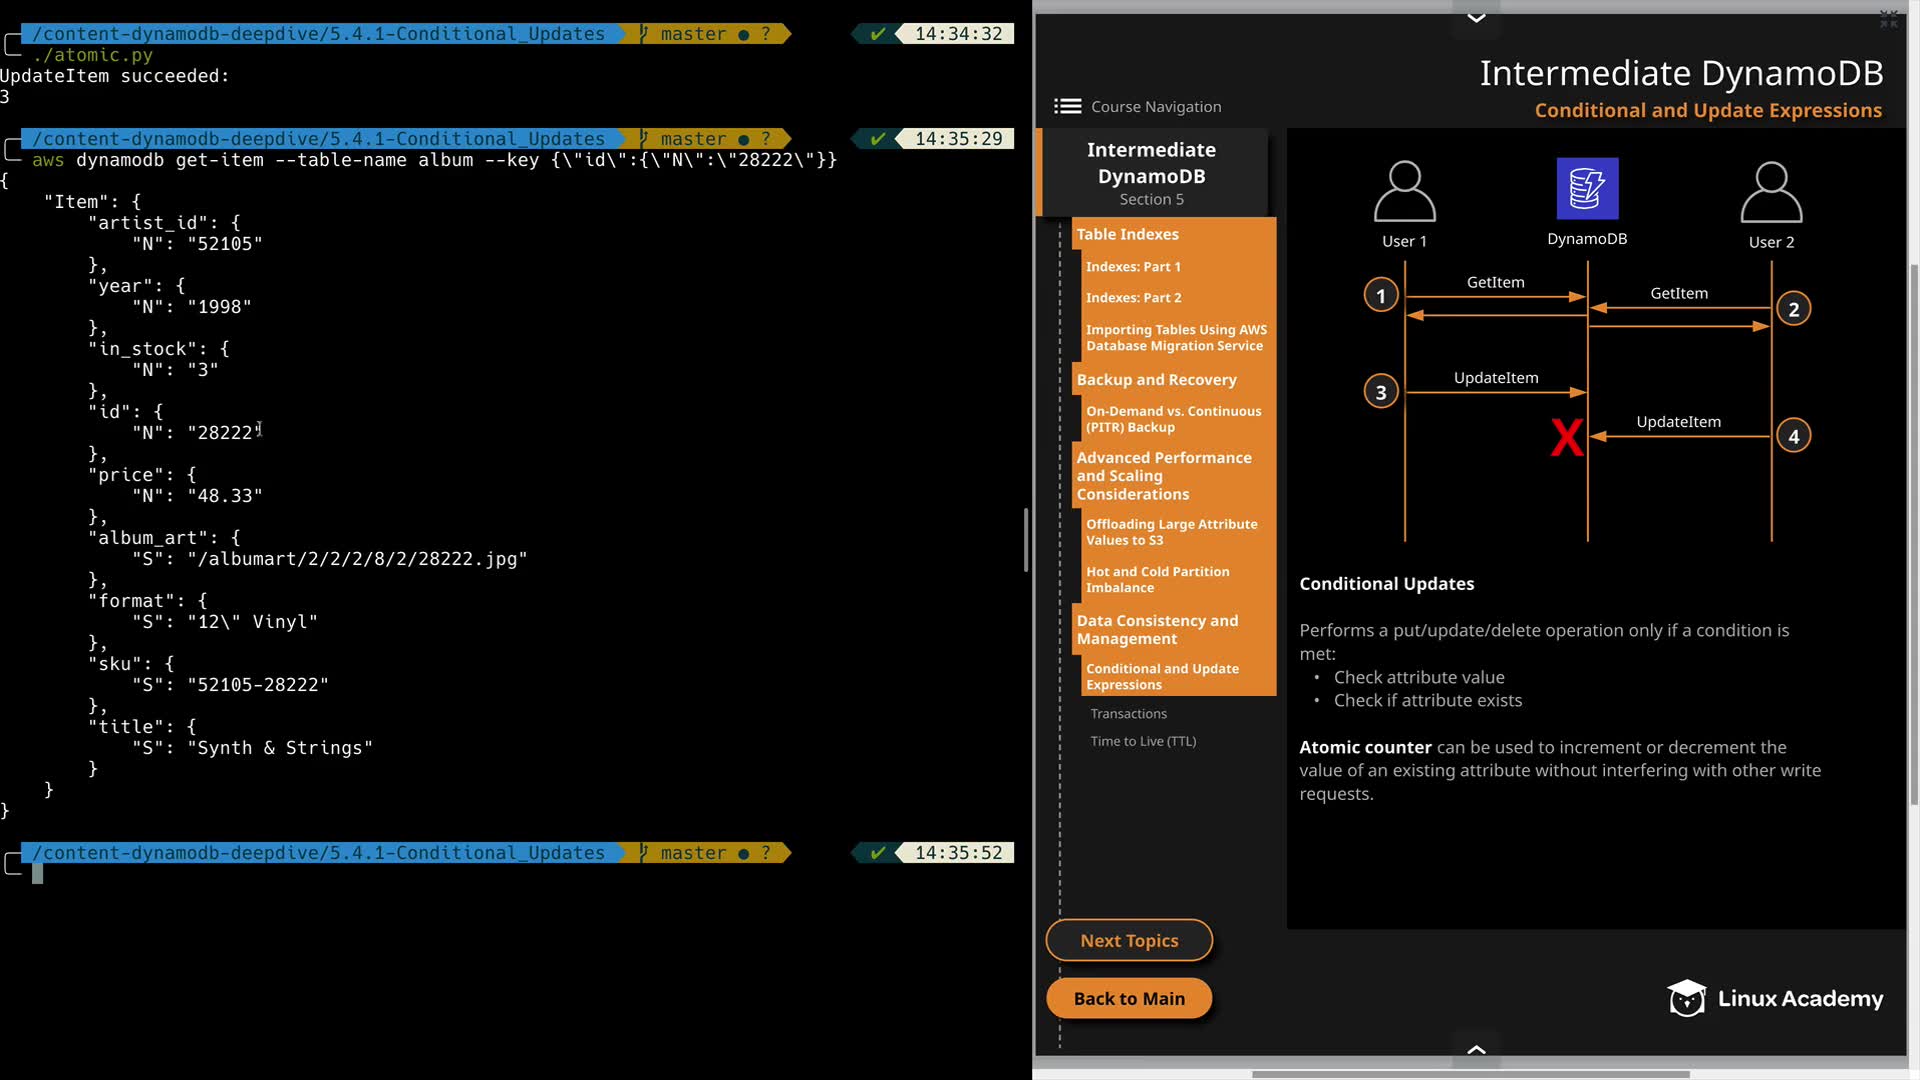 /content-dynamodb-deepdive/5.4.1-Conditional_Updates master ● ? ✔ 14:34:32
./atomic.py
UpdateItem succeeded:
3
/content-dynamodb-deepdive/5.4.1-Conditional_Updates master ● ? ✔ 14:35:29
aws dynamodb get-item --table-name album --key {\"id\":{\"N\":\"28222\"}}
{
    "Item": {
        "artist_id": {
            "N": "52105"
        },
        "year": {
            "N": "1998"
        },
        "in_stock": {
            "N": "3"
        },
        "id": {
            "N": "28222"
        },
        "price": {
            "N": "48.33"
        },
        "album_art": {
            "S": "/albumart/2/2/2/8/2/28222.jpg"
        },
        "format": {
            "S": "12\" Vinyl"
        },
        "sku": {
            "S": "52105-28222"
        },
        "title": {
            "S": "Synth & Strings"
        }
    }
}
/content-dynamodb-deepdive/5.4.1-Conditional_Updates master ● ? ✔ 14:35:52
Intermediate DynamoDB
Conditional and Update Expressions
Course Navigation
Intermediate
DynamoDB
Section 5
Table Indexes
Indexes: Part 1
Indexes: Part 2
Importing Tables Using AWS
Database Migration Service
Backup and Recovery
On-Demand vs. Continuous
(PITR) Backup
Advanced Performance
and Scaling
Considerations
Offloading Large Attribute
Values to S3
Hot and Cold Partition
Imbalance
Data Consistency and
Management
Conditional and Update
Expressions
Transactions
Time to Live (TTL)
Next Topics
Back to Main
User 1
DynamoDB
User 2
1
GetItem
GetItem
2
3
UpdateItem
X
UpdateItem
4
Conditional Updates
Performs a put/update/delete operation only if a condition is
met:
• Check attribute value
• Check if attribute exists
Atomic counter can be used to increment or decrement the
value of an existing attribute without interfering with other write
requests.
Linux Academy